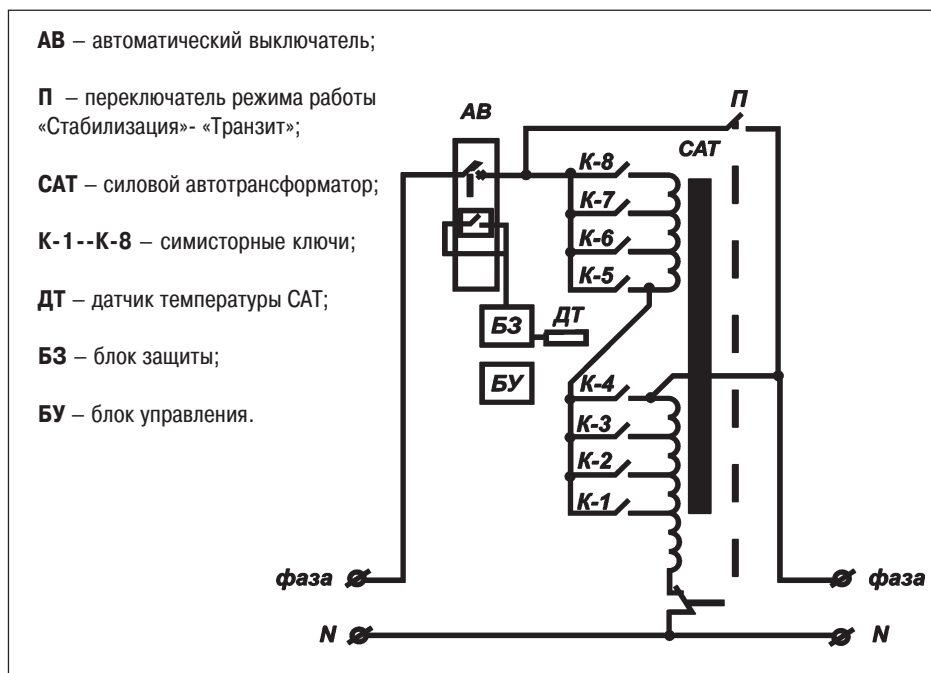 АВ – автоматический выключатель;
П – переключатель режима работы
«Стабилизация»- «Транзит»;
САТ – силовой автотрансформатор;
К-1--К-8 – симисторные ключи;
ДТ – датчик температуры САТ;
БЗ – блок защиты;
БУ – блок управления.
П
АВ
САТ
К-8
К-7
К-6
К-5
БЗ
ДТ
БУ
К-4
К-3
К-2
К-1
фаза
фаза
N
N